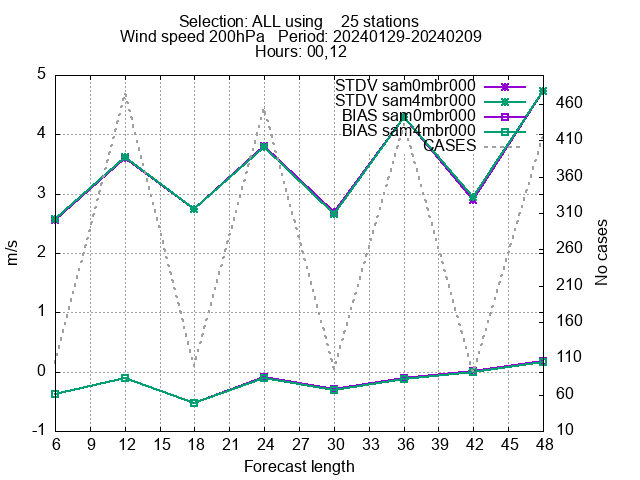 Selection: ALL using    25 stations
Wind speed 200hPa   Period: 20240129-20240209
Hours: 00,12
STDV sam0mbr000
STDV sam4mbr000
BIAS sam0mbr000
BIAS sam4mbr000
CASES
5
4
3
2
1
0
-1
m/s
460
410
360
310
260
210
160
110
60
10
No cases
6 9 12 15 18 21 24 27 30 33 36 39 42 45 48
Forecast length